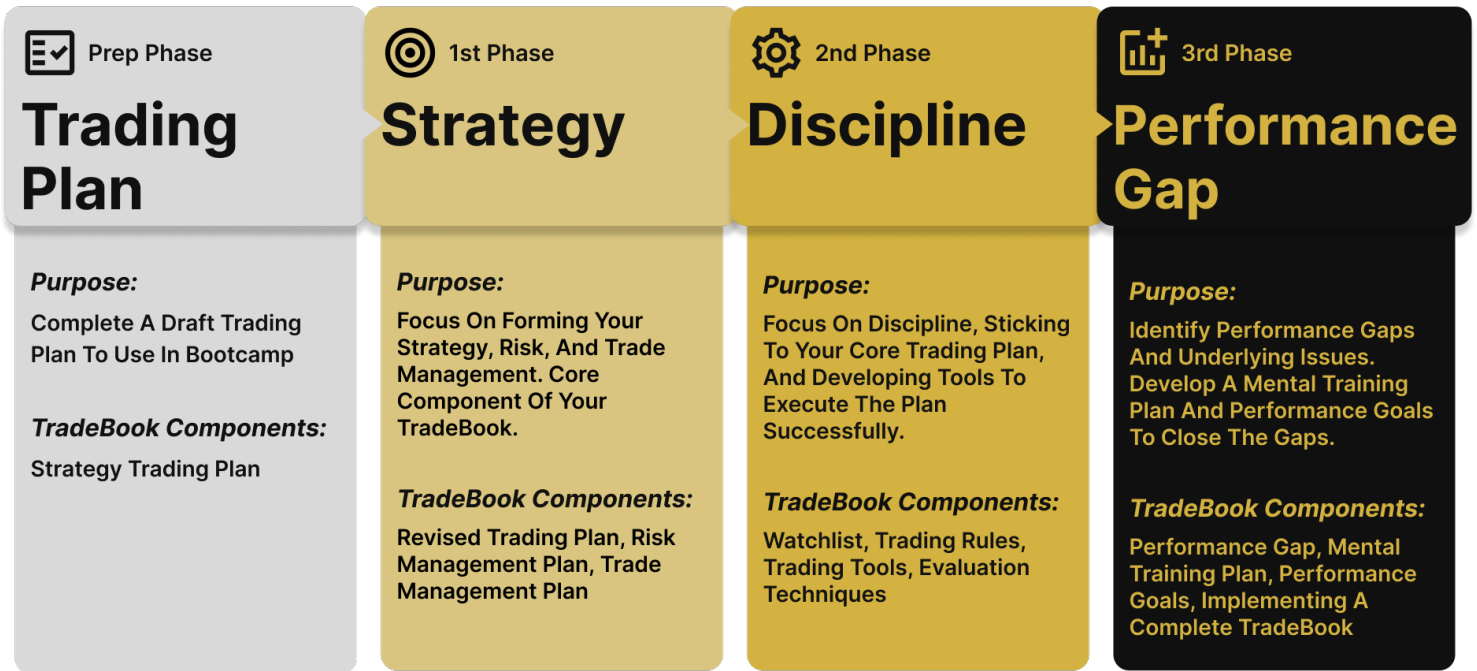 Prep Phase
Trading
Plan
Purpose:
Complete A Draft Trading
Plan To Use In Bootcamp
TradeBook Components:
Strategy Trading Plan
1st Phase
Strategy
Purpose:
Focus On Forming Your
Strategy, Risk, And Trade
Management. Core
Component Of Your
TradeBook.
TradeBook Components:
Revised Trading Plan, Risk
Management Plan, Trade
Management Plan
2nd Phase
Discipline
Purpose:
Focus On Discipline, Sticking
To Your Core Trading Plan,
And Developing Tools To
Execute The Plan
Successfully.
TradeBook Components:
Watchlist, Trading Rules,
Trading Tools, Evaluation
Techniques
3rd Phase
Performance
Gap
Purpose:
Identify Performance Gaps
And Underlying Issues.
Develop A Mental Training
Plan And Performance Goals
To Close The Gaps.
TradeBook Components:
Performance Gap, Mental
Training Plan, Performance
Goals, Implementing A
Complete TradeBook